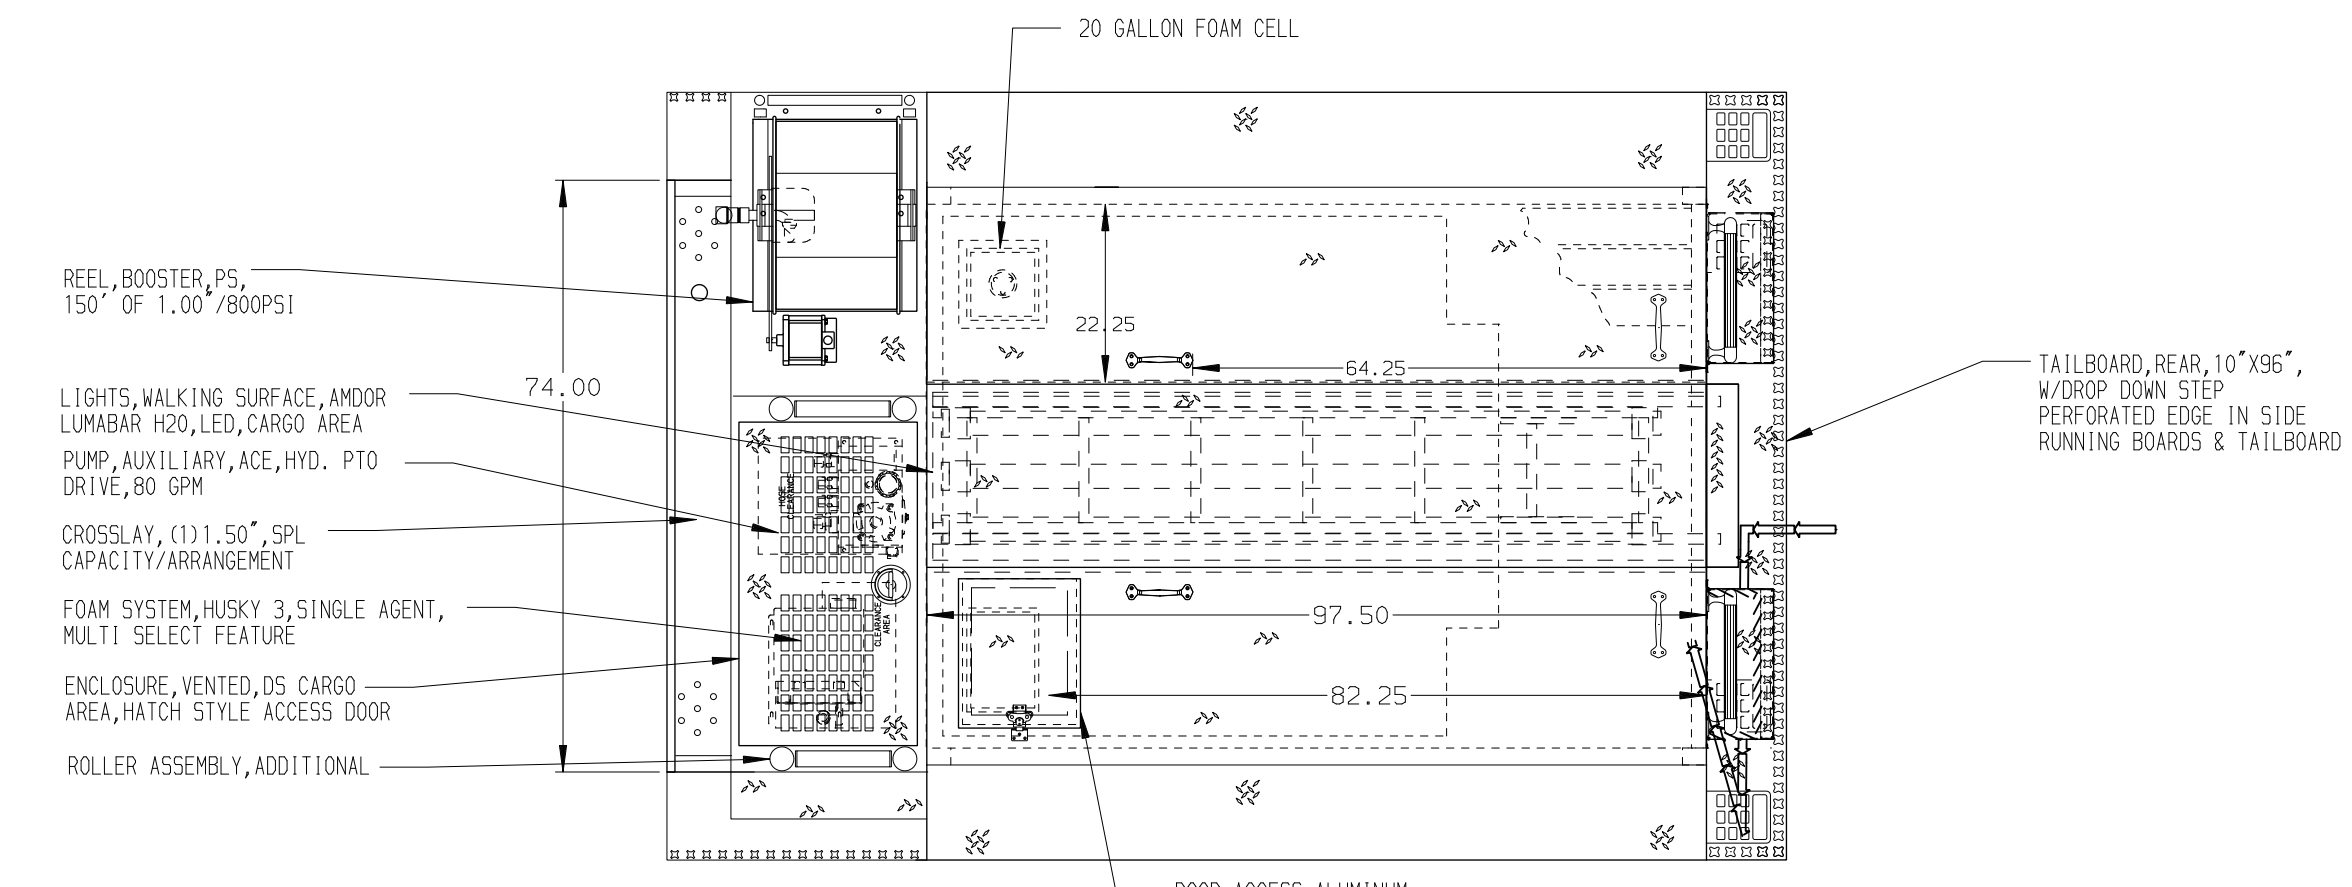 20 GALLON FOAM CELL
REEL,BOOSTER,PS,
150' OF 1.00"/800PSI
22.25
64.25
74.00
TAILBOARD,REAR,10"X96",
W/DROP DOWN STEP
PERFORATED EDGE IN SIDE
RUNNING BOARDS & TAILBOARD
LIGHTS,WALKING SURFACE,AMDOR
LUMABAR H20,LED,CARGO AREA
PUMP,AUXILIARY,ACE,HYD. PTO
DRIVE,80 GPM
HOSE
CLEARANCE
CROSSLAY,(1)1.50",SPL
CAPACITY/ARRANGEMENT
FOAM SYSTEM,HUSKY 3,SINGLE AGENT,
MULTI SELECT FEATURE
CLEARANCE
AREA
97.50
82.25
ENCLOSURE,VENTED,DS CARGO
AREA,HATCH STYLE ACCESS DOOR
ROLLER ASSEMBLY,ADDITIONAL
DOOR,ACCESS,ALUMINUM